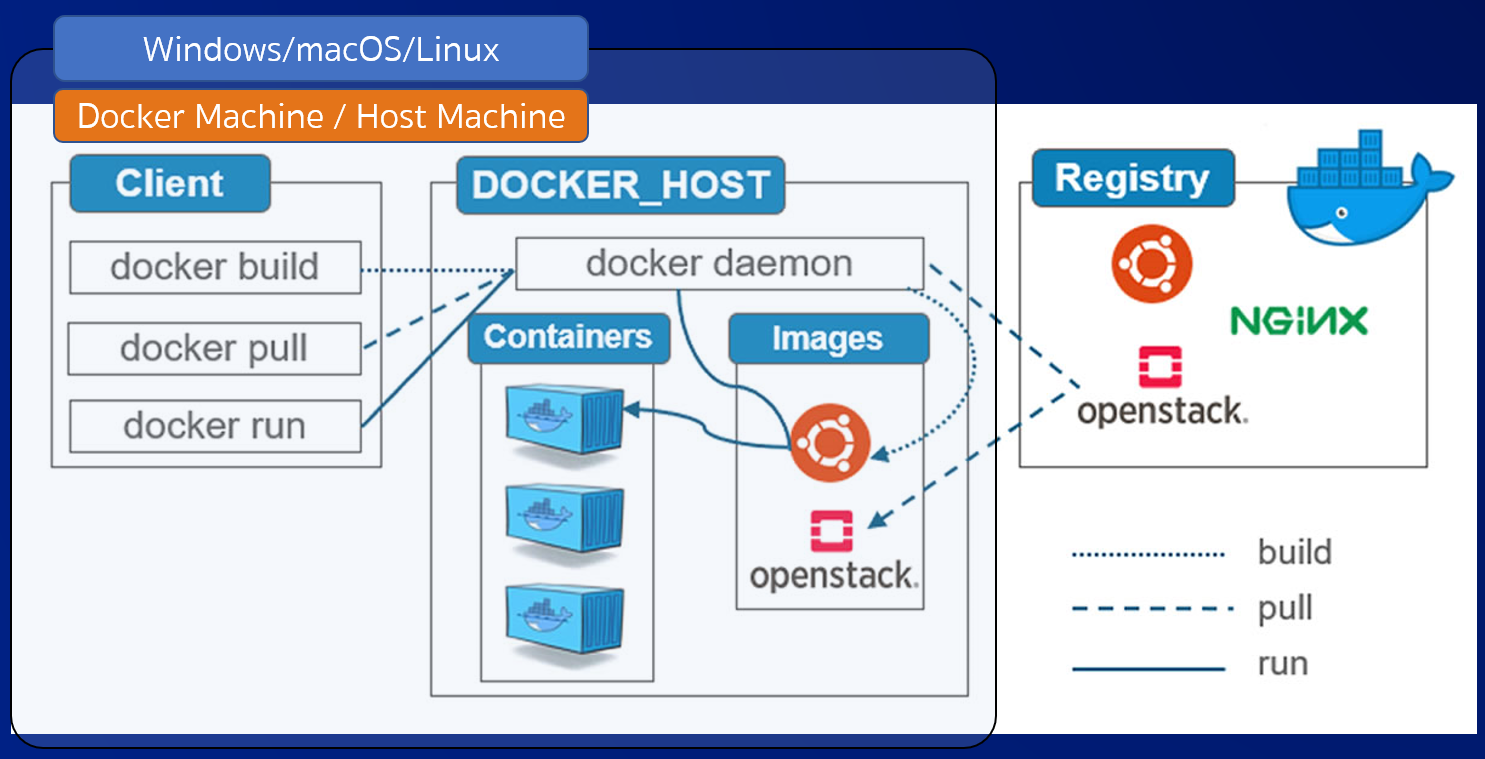 Windows/macOS/Linux
Docker Machine / Host Machine
Client
docker build
docker pull
docker run
DOCKER_HOST
docker daemon
Containers
Images
openstack.
Registry
NGiNX
openstack.
build
pull
run